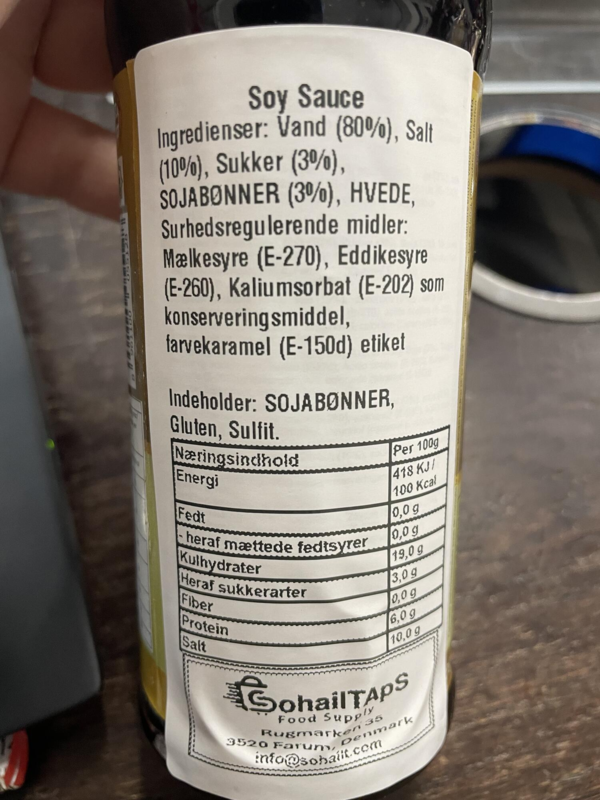 Soy Sauce
Ingredienser: Vand (80%), Salt
(10%), Sukker (3%),
SOJABØNNER (3%), HVEDE,
Surhedsregulerende midler:
Mælkesyre (E-270), Eddikesyre
(E-260), Kaliumsorbat (E-202) som
konserveringsmiddel,
farvekaramel (E-150d) etiket
Indeholder: SOJABØNNER,
Gluten, Sulfit.
Næringsindhold Per 100g
Energi 418 KJ/
100 Kcal
Fedt 0,0 g
- heraf mættede fedtsyrer 0,0 g
Kulhydrater 19,0 g
Heraf sukkerarter 3,0 g
Fiber 0,0 g
Protein 6,0 g
Salt 10,0 g
SohailTApS
Food Supply
Rugmarken 35
3520 Farum, Denmark
info@sohailt.com